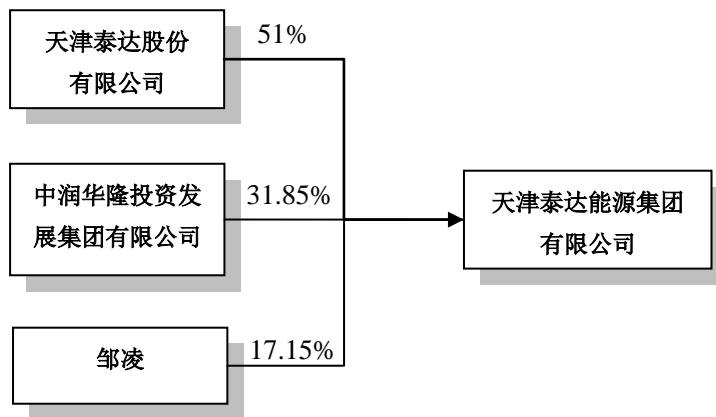 天津泰达股份
有限公司
51%
中润华隆投资发
展集团有限公司
31.85%
天津泰达能源集团
有限公司
邹凌
17.15%